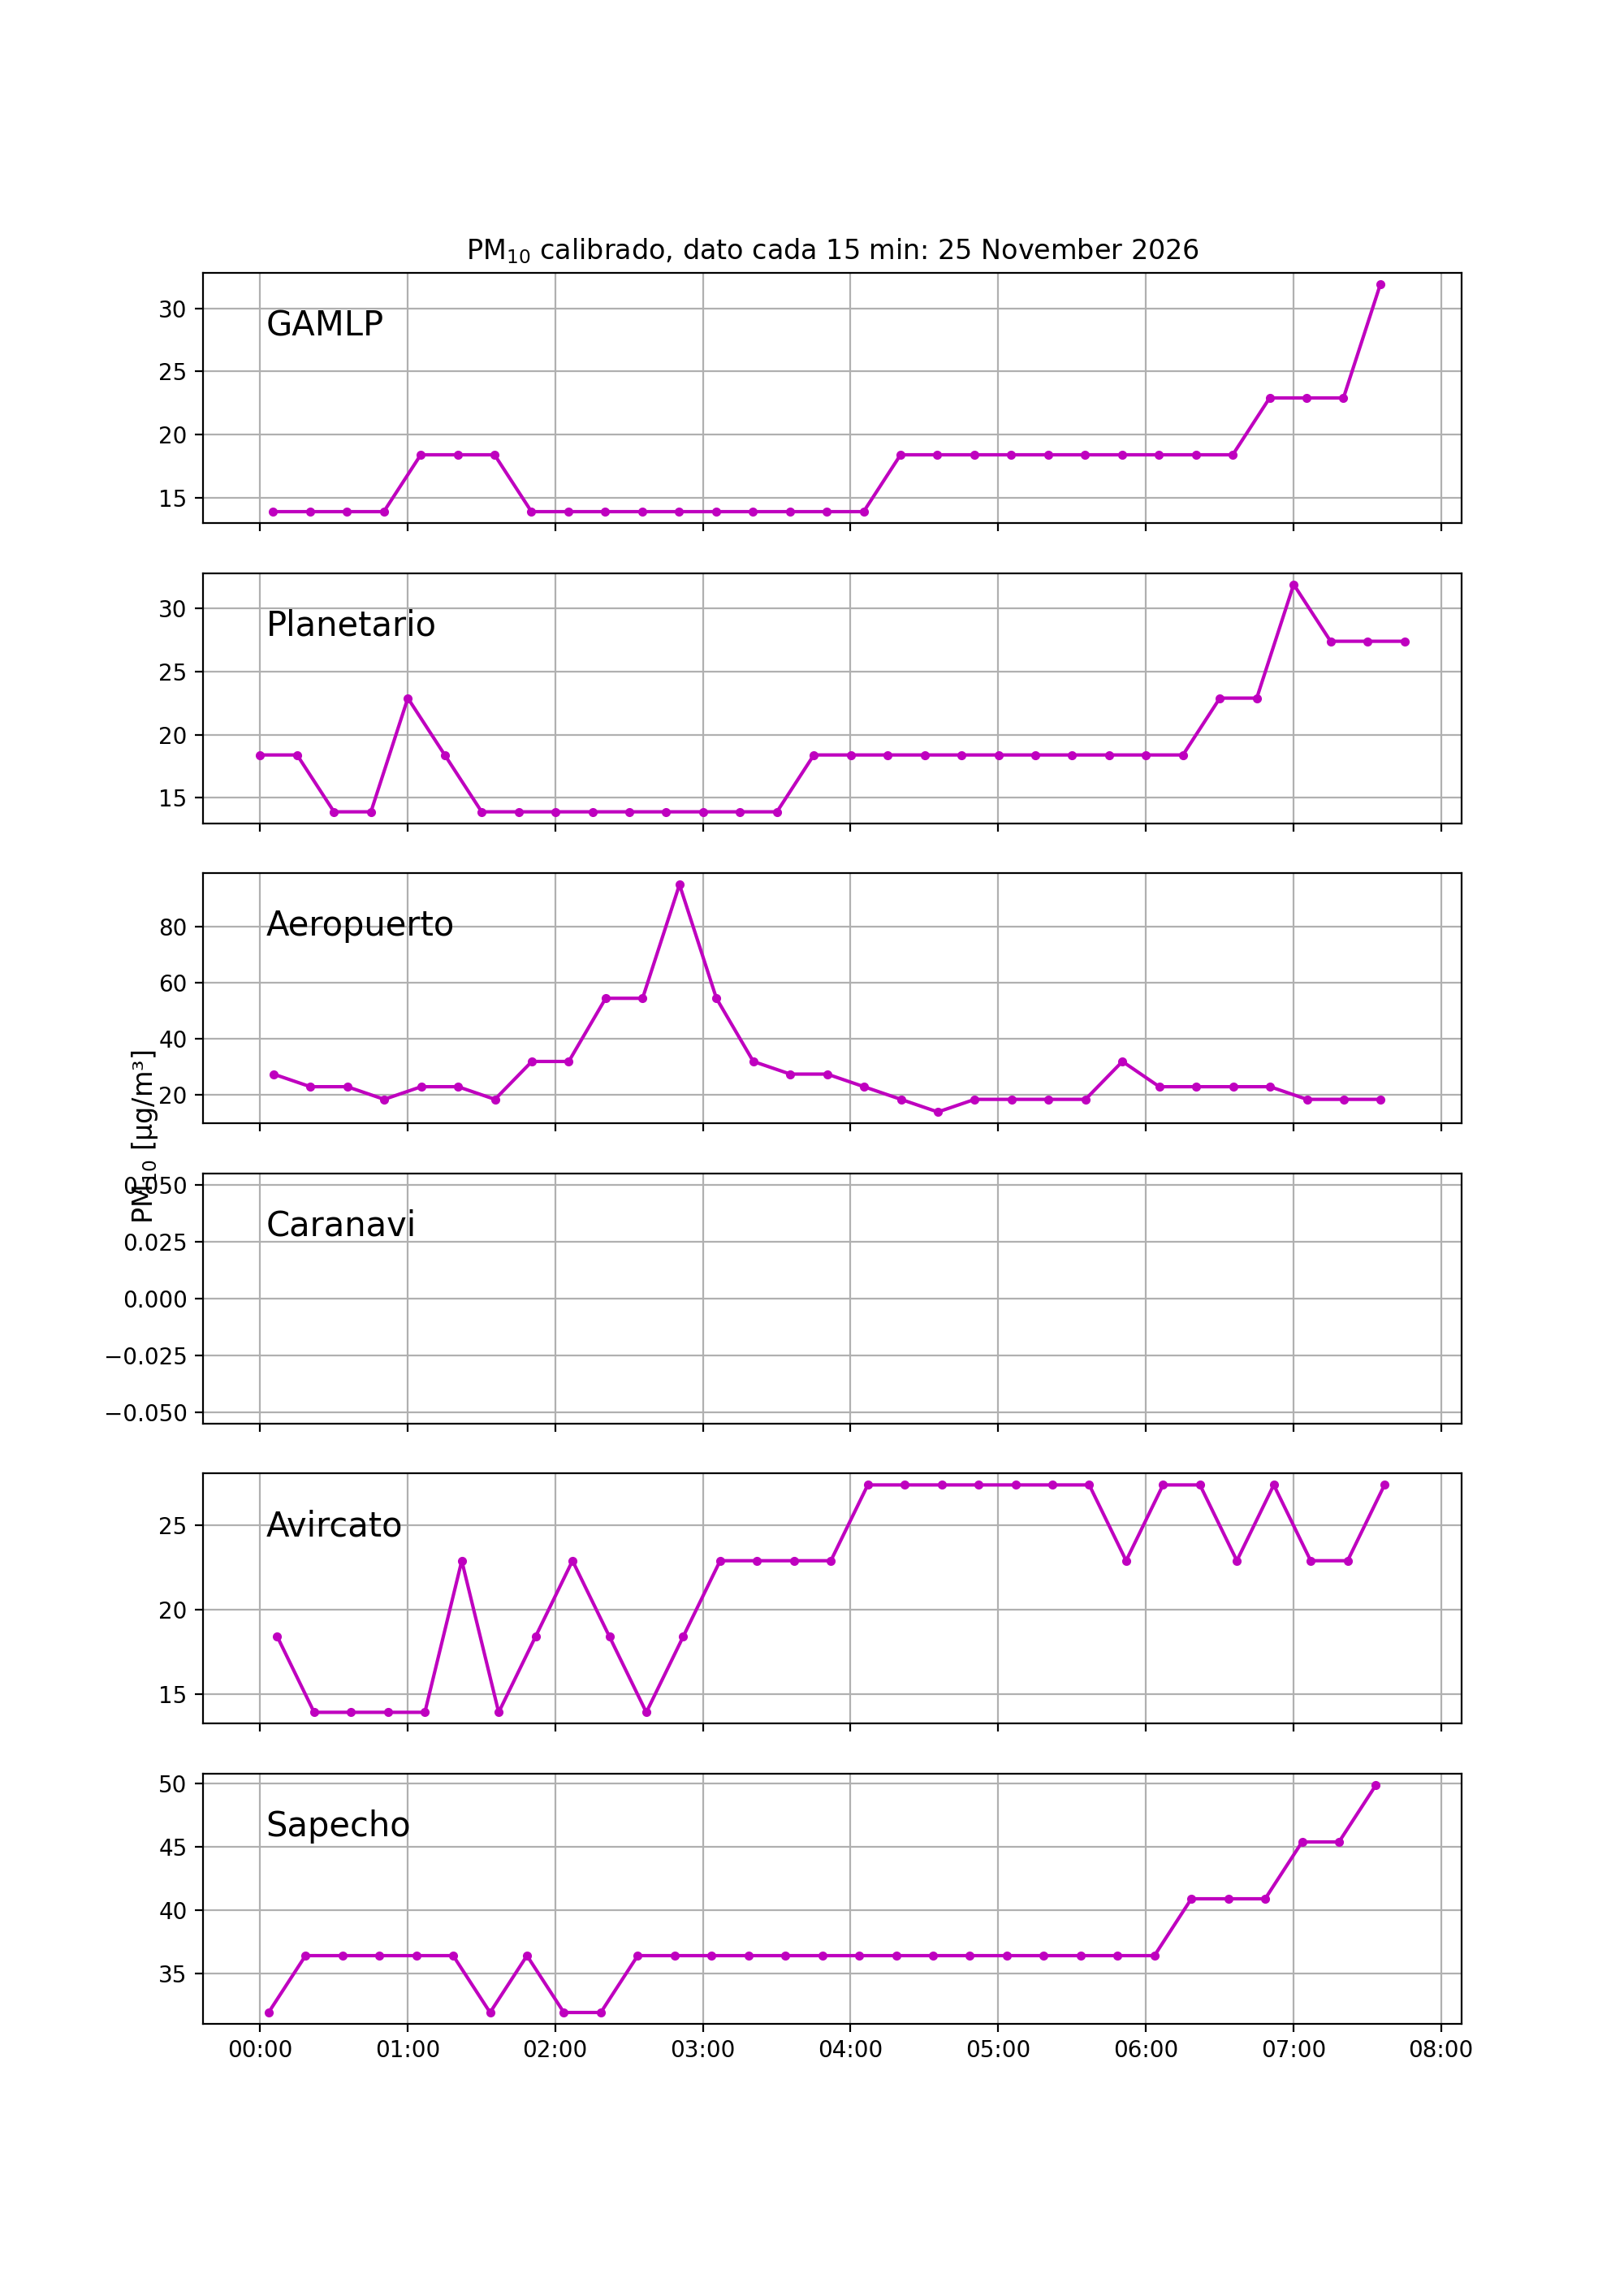 PM₁₀ calibrado, dato cada 15 min: 25 November 2026
30
25
20
15
GAMLP
30
25
20
15
Planetario
80
60
40
20
Aeropuerto
PM₁₀ [µg/m³]
0.050
0.025
0.000
−0.025
−0.050
Caranavi
25
20
15
Avircato
50
45
40
35
Sapecho
00:00 01:00 02:00 03:00 04:00 05:00 06:00 07:00 08:00